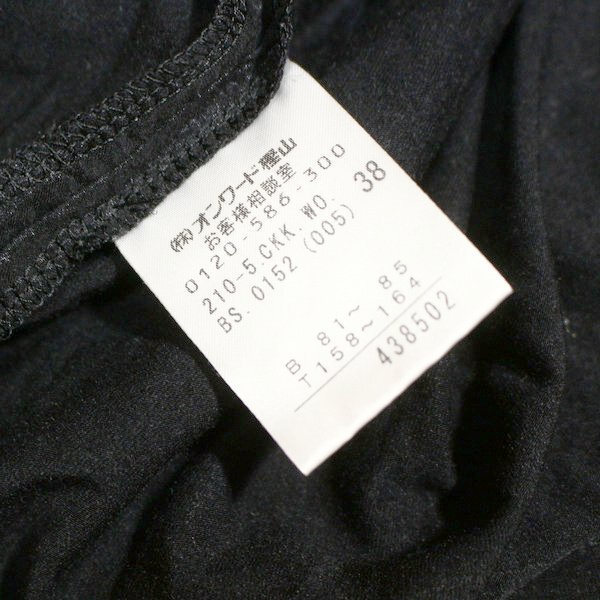 (株)オンワード樫山
お客様相談室
0120-586-300
210-5.CKK.WO. 38
BS. 0152 (005)
B 81～ 85
T158～164
438502